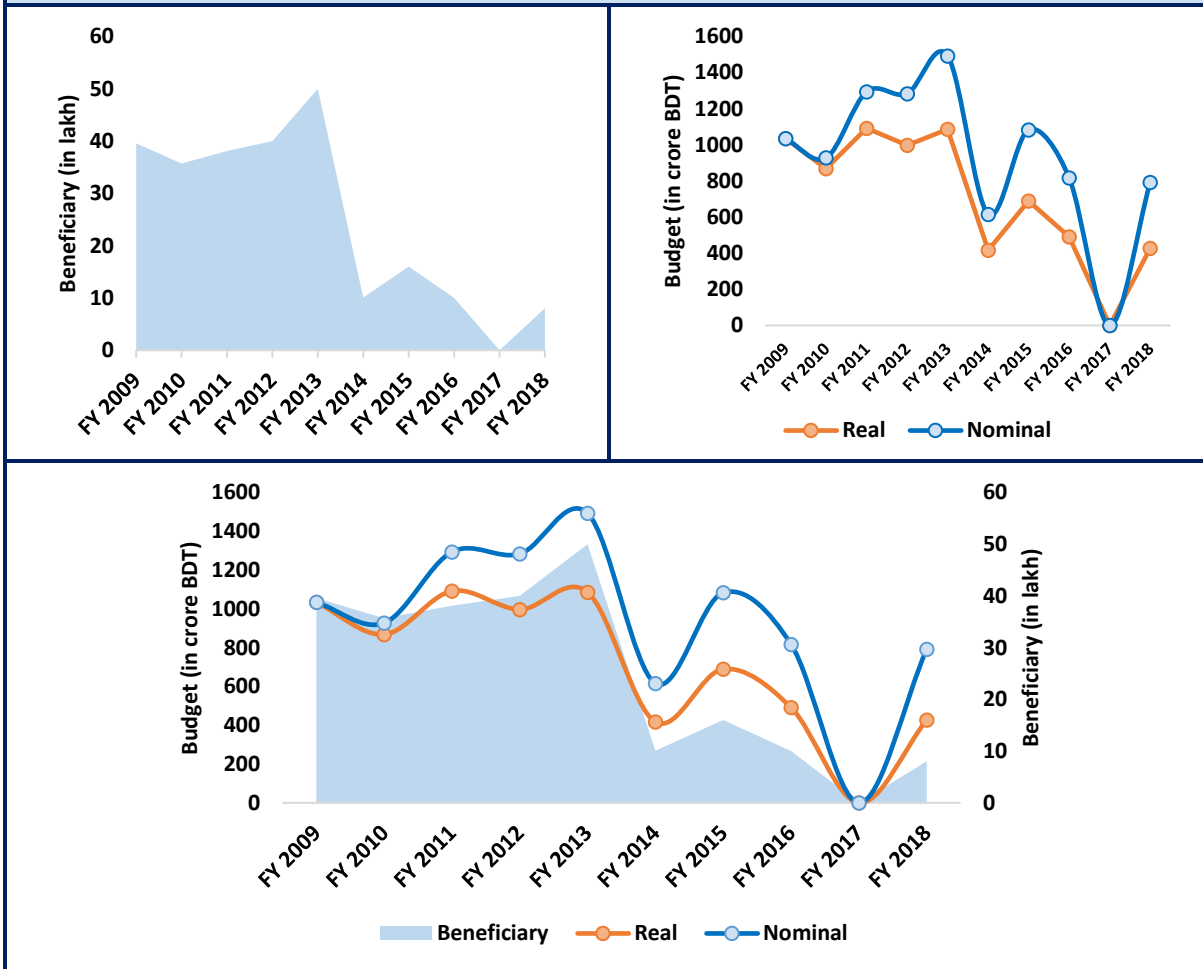 60
50
40
30
20
10
0
Beneficiary (in lakh)
FY 2009
FY 2010
FY 2011
FY 2012
FY 2013
FY 2014
FY 2015
FY 2016
FY 2017
FY 2018
1600
1400
1200
1000
800
600
400
200
0
Budget (in crore BDT)
FY 2009
FY 2010
FY 2011
FY 2012
FY 2013
FY 2014
FY 2015
FY 2016
FY 2017
FY 2018
Real Nominal
1600
1400
1200
1000
800
600
400
200
0
Budget (in crore BDT)
60
50
40
30
20
10
0
Beneficiary (in lakh)
FY 2009
FY 2010
FY 2011
FY 2012
FY 2013
FY 2014
FY 2015
FY 2016
FY 2017
FY 2018
Beneficiary Real Nominal